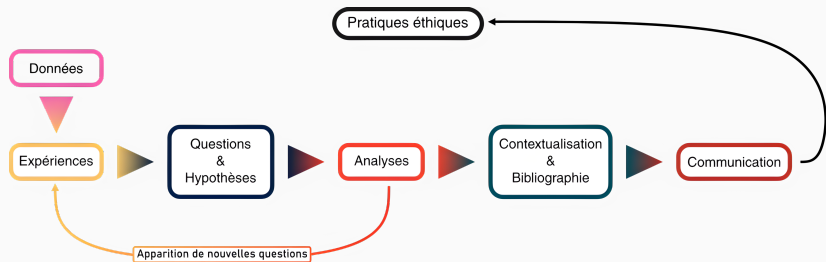 Pratiques éthiques
Données
Expériences
Questions
&
Hypothèses
Analyses
Contextualisation
&
Bibliographie
Communication
Apparition de nouvelles questions